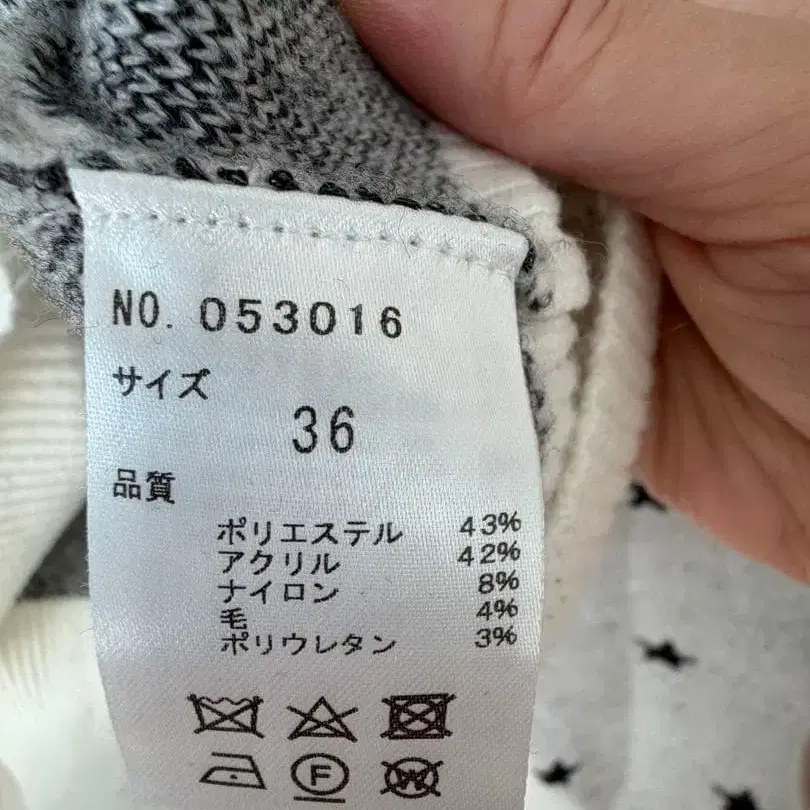 NO. 053016
サイズ
36
品質
ポリエステル 43%
アクリル 42%
ナイロン 8%
毛 4%
ポリウレタン 3%
F
W